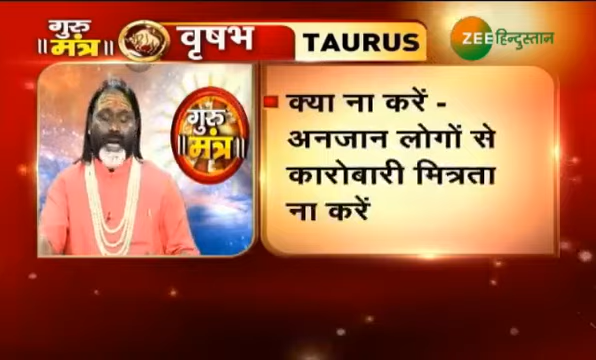 गुरु
॥मंत्र॥
वृषभ
TAURUS
ZEE हिन्दुस्तान
गुरु
॥मंत्र॥
क्या ना करें -
अनजान लोगों से
कारोबारी मित्रता
ना करें